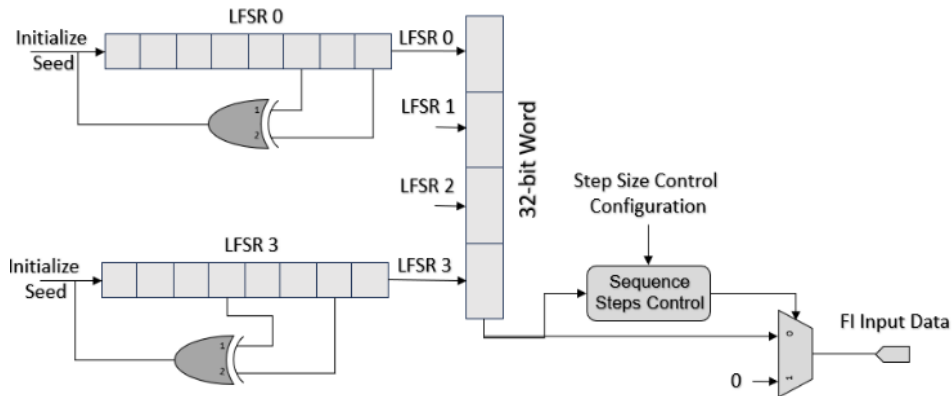 LFSR 0
Initialize
Seed
LFSR 0
1
2
LFSR 1
32-bit Word
LFSR 2
Step Size Control
Configuration
LFSR 3
Initialize
Seed
LFSR 3
Sequence
Steps Control
1
2
FI Input Data
0
0
1